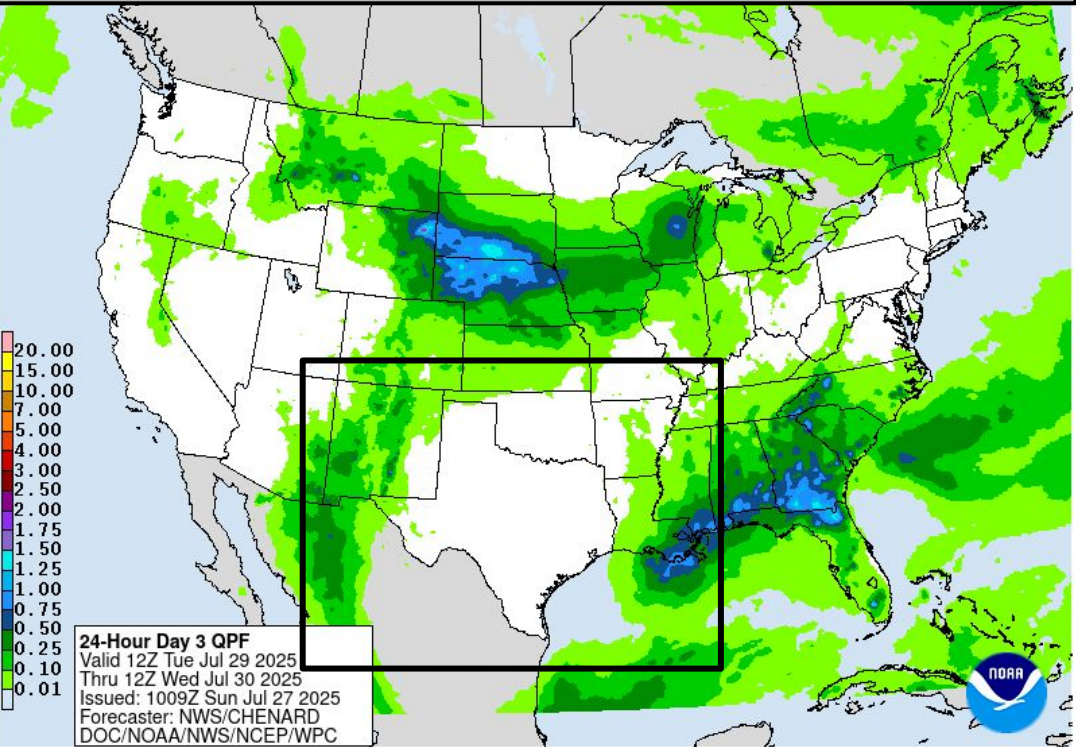 20.00
15.00
10.00
7.00
5.00
4.00
3.00
2.50
2.00
1.75
1.50
1.25
1.00
0.75
0.50
0.25
0.10
0.01
24-Hour Day 3 QPF
Valid 12Z Tue Jul 29 2025
Thru 12Z Wed Jul 30 2025
Issued: 1009Z Sun Jul 27 2025
Forecaster: NWS/CHENARD
DOC/NOAA/NWS/NCEP/WPC
NOAA